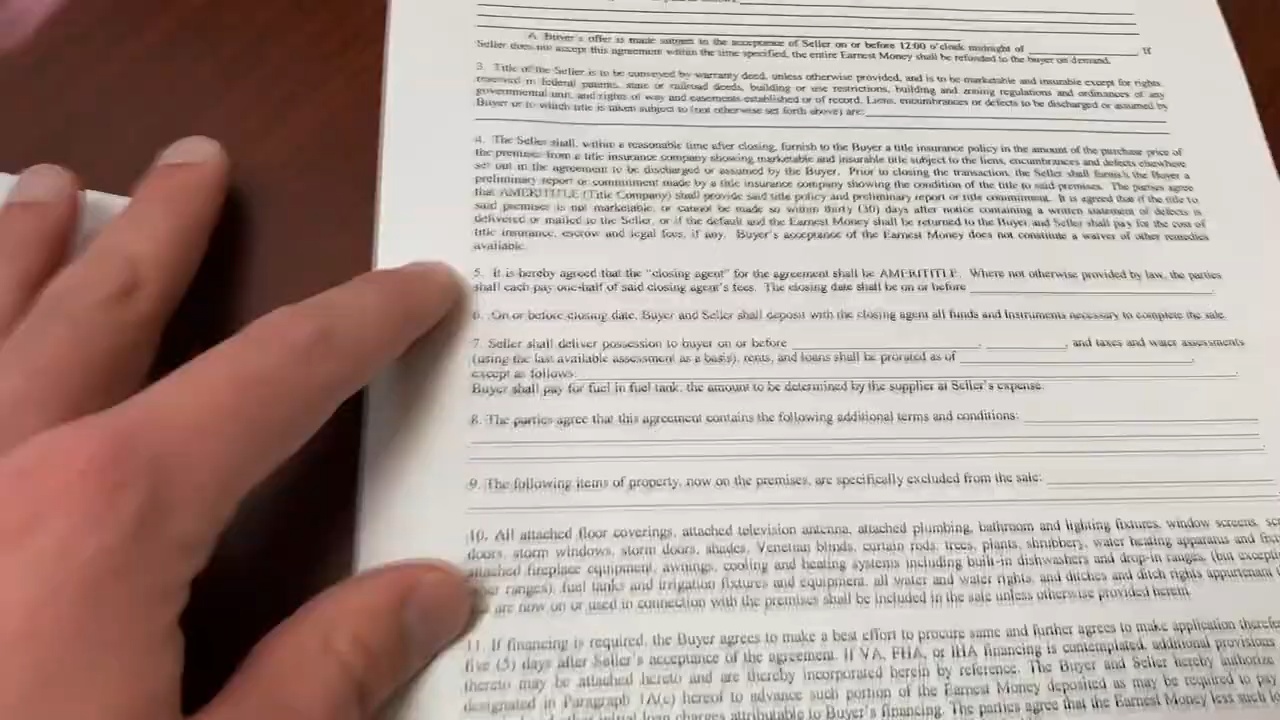 A. Buyer's offer is made subject to the acceptance of Seller on or before 12:00 o'clock midnight of ____________. If
Seller does not accept this agreement within the time specified, the entire Earnest Money shall be refunded to the buyer on demand.
3. Title of the Seller is to be conveyed by warranty deed, unless otherwise provided, and is to be marketable and insurable except for rights
reserved in federal patents, state or railroad deeds, building or use restrictions, building and zoning regulations and ordinances of any
governmental unit, and rights of way and easements established or of record. Liens, encumbrances or defects to be discharged or assumed by
Buyer or to which title is taken subject to (not otherwise set forth above) are:
4. The Seller shall, within a reasonable time after closing, furnish to the Buyer a title insurance policy in the amount of the purchase price of
the premises from a title insurance company showing marketable and insurable title subject to the liens, encumbrances and defects elsewhere
set out in the agreement to be discharged or assumed by the Buyer. Prior to closing the transaction, the Seller shall furnish the Buyer a
preliminary report or commitment made by a title insurance company showing the condition of the title to said premises. The parties agree
that AMERITITLE (Title Company) shall provide said title policy and preliminary report or title commitment. It is agreed that if the title to
said premises is not marketable, or cannot be made so within thirty (30) days after notice containing a written statement of defects is
delivered or mailed to the Seller, or if the default and the Earnest Money shall be returned to the Buyer, and Seller shall pay for the cost of
title insurance, escrow and legal fees, if any. Buyer's acceptance of the Earnest Money does not constitute a waiver of other remedies
available.
5. It is hereby agreed that the "closing agent" for the agreement shall be AMERITITLE. Where not otherwise provided by law, the parties
shall each pay one-half of said closing agent's fees. The closing date shall be on or before ____________.
6. On or before closing date, Buyer and Seller shall deposit with the closing agent all funds and instruments necessary to complete the sale.
7. Seller shall deliver possession to buyer on or before ____________, ________, and taxes and water assessments
(using the last available assessment as a basis), rents, and loans shall be prorated as of ____________,
except as follows: ____________.
Buyer shall pay for fuel in fuel tank, the amount to be determined by the supplier at Seller's expense.
8. The parties agree that this agreement contains the following additional terms and conditions:
9. The following items of property, now on the premises, are specifically excluded from the sale:
10. All attached floor coverings, attached television antenna, attached plumbing, bathroom and lighting fixtures, window screens,
doors, storm windows, storm doors, shades, Venetian blinds, curtain rods, trees, plants, shrubbery, water heating apparatus and
attached fireplace equipment, awnings, cooling and heating systems including built-in dishwashers and drop-in ranges, (but
ranges), fuel tanks and irrigation fixtures and equipment, all water and water rights, and ditches and ditch rights appurtenant
are now on or used in connection with the premises shall be included in the sale unless otherwise provided herein.
11. If financing is required, the Buyer agrees to make a best effort to procure same and further agrees to make application
five (5) days after Seller's acceptance of the agreement. If VA, FHA, or IHA financing is contemplated, additional provisions
thereto may be attached hereto and are thereby incorporated herein by reference. The Buyer and Seller hereby authorize
designated in Paragraph 1A(c) hereof to advance such portion of the Earnest Money deposited as may be required to pay
initial loan charges attributable to Buyer's financing. The parties agree that the Earnest Money less such